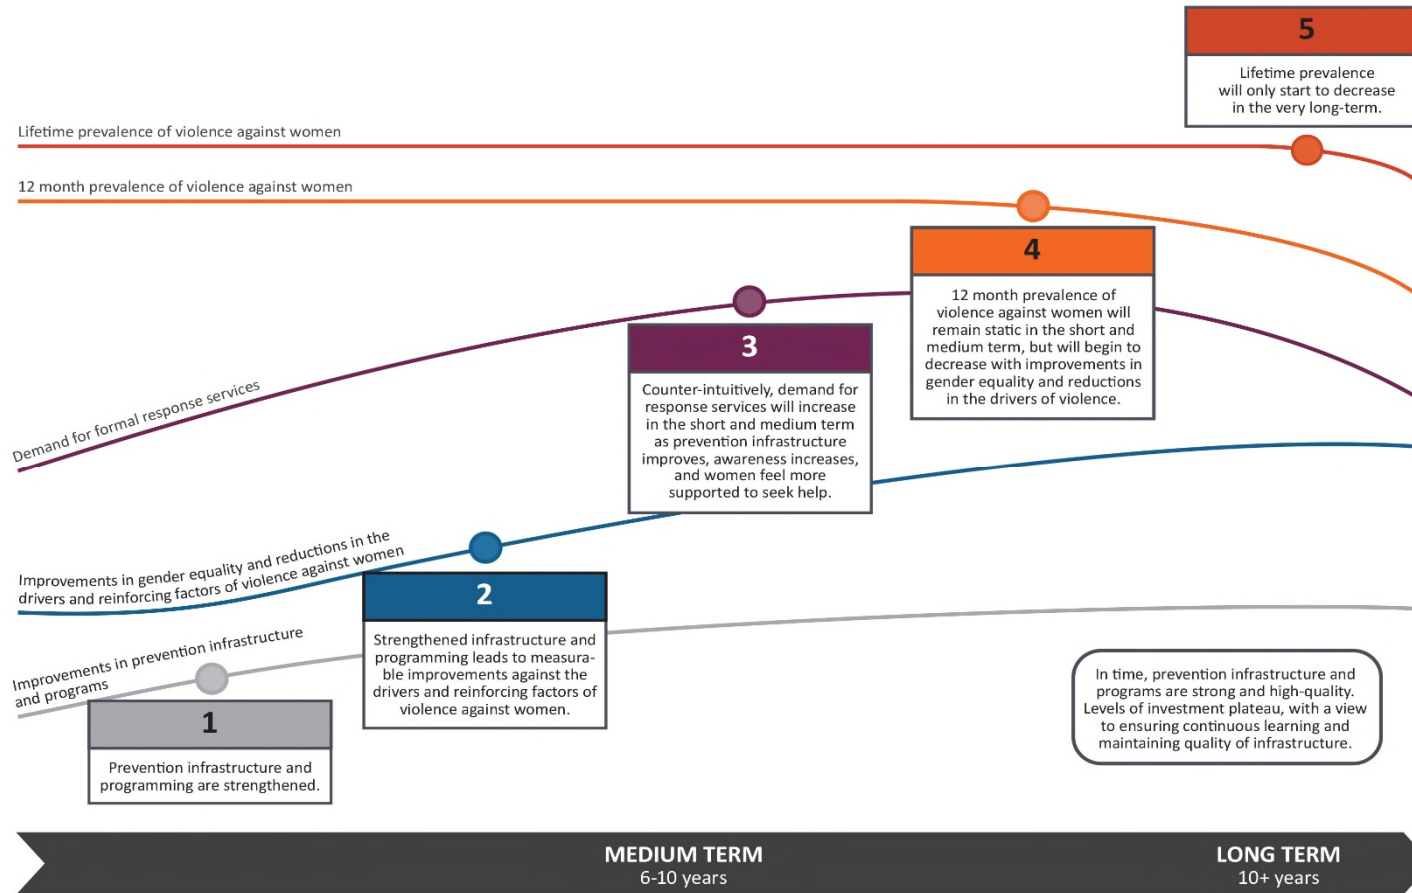 5
Lifetime prevalence
will only start to decrease
in the very long-term.
Lifetime prevalence of violence against women
12 month prevalence of violence against women
4
12 month prevalence of
violence against women will
remain static in the short and
medium term, but will begin to
decrease with improvements in
gender equality and reductions
in the drivers of violence.
Demand for formal response services
3
Counter-intuitively, demand for
response services will increase
in the short and medium term
as prevention infrastructure
improves, awareness increases,
and women feel more
supported to seek help.
Improvements in gender equality and reductions in the
drivers and reinforcing factors of violence against women
2
Strengthened infrastructure and
programming leads to measura-
ble improvements against the
drivers and reinforcing factors of
violence against women.
Improvements in prevention infrastructure
and programs
1
Prevention infrastructure and
programming are strengthened.
In time, prevention infrastructure and
programs are strong and high-quality.
Levels of investment plateau, with a view
to ensuring continuous learning and
maintaining quality of infrastructure.
MEDIUM TERM
6-10 years
LONG TERM
10+ years